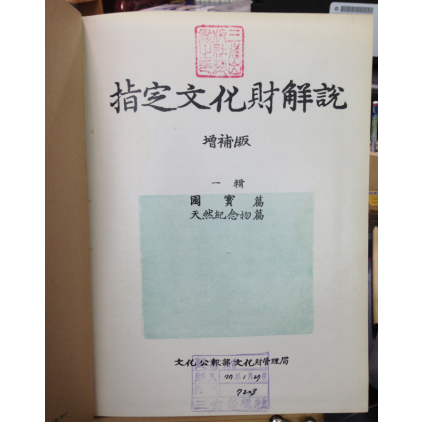 指定文化財解說
增補版
一輯
國寶篇
天然紀念物篇
文化公報部文化財管理局
9203